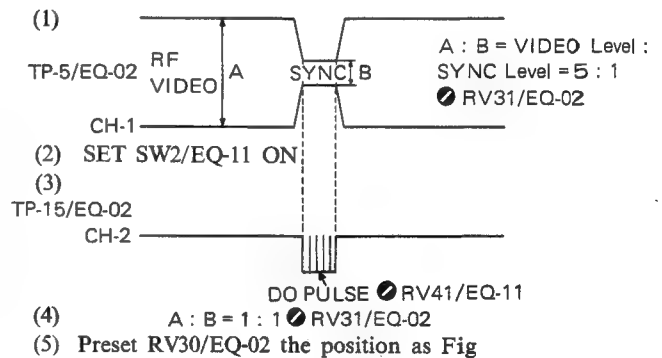 (1)
A : B = VIDEO Level :
TP-5/EQ-02 RF VIDEO A SYNC B SYNC Level = 5 : 1
RV31/EQ-02
CH-1
(2) SET SW2/EQ-11 ON
(3)
TP-15/EQ-02
CH-2
DO PULSE RV41/EQ-11
(4) A : B = 1 : 1 RV31/EQ-02
(5) Preset RV30/EQ-02 the position as Fig